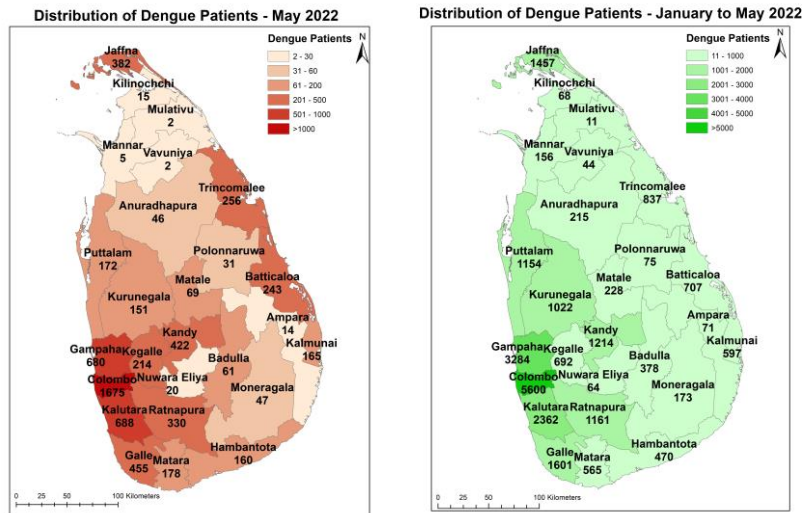 Distribution of Dengue Patients - May 2022
N
Dengue Patients
2 - 30
31 - 60
61 - 200
201 - 500
501 - 1000
>1000
Jaffna
382
Kilinochchi
15
Mulativu
2
Mannar
5
Vavuniya
2
Trincomalee
256
Anuradhapura
46
Puttalam
172
Polonnaruwa
31
Matale
69
Batticaloa
243
Kurunegala
151
Ampara
14
Kandy
422
Kalmunai
165
Gampaha
680
Kegalle
214
Badulla
61
Colombo
1675
Nuwara Eliya
20
Moneragala
47
Kalutara
688
Ratnapura
330
Galle
455
Matara
178
Hambantota
160
0 25 50 100 Kilometers
Distribution of Dengue Patients - January to May 2022
N
Dengue Patients
11 - 1000
1001 - 2000
2001 - 3000
3001 - 4000
4001 - 5000
>5000
Jaffna
1457
Kilinochchi
68
Mulativu
11
Mannar
156
Vavuniya
44
Trincomalee
837
Anuradhapura
215
Puttalam
1154
Polonnaruwa
75
Matale
228
Batticaloa
707
Kurunegala
1022
Ampara
71
Kandy
1214
Kalmunai
597
Gampaha
3284
Kegalle
692
Badulla
378
Colombo
5600
Nuwara Eliya
64
Moneragala
173
Kalutara
2362
Ratnapura
1161
Galle
1601
Matara
565
Hambantota
470
0 25 50 100 Kilometers